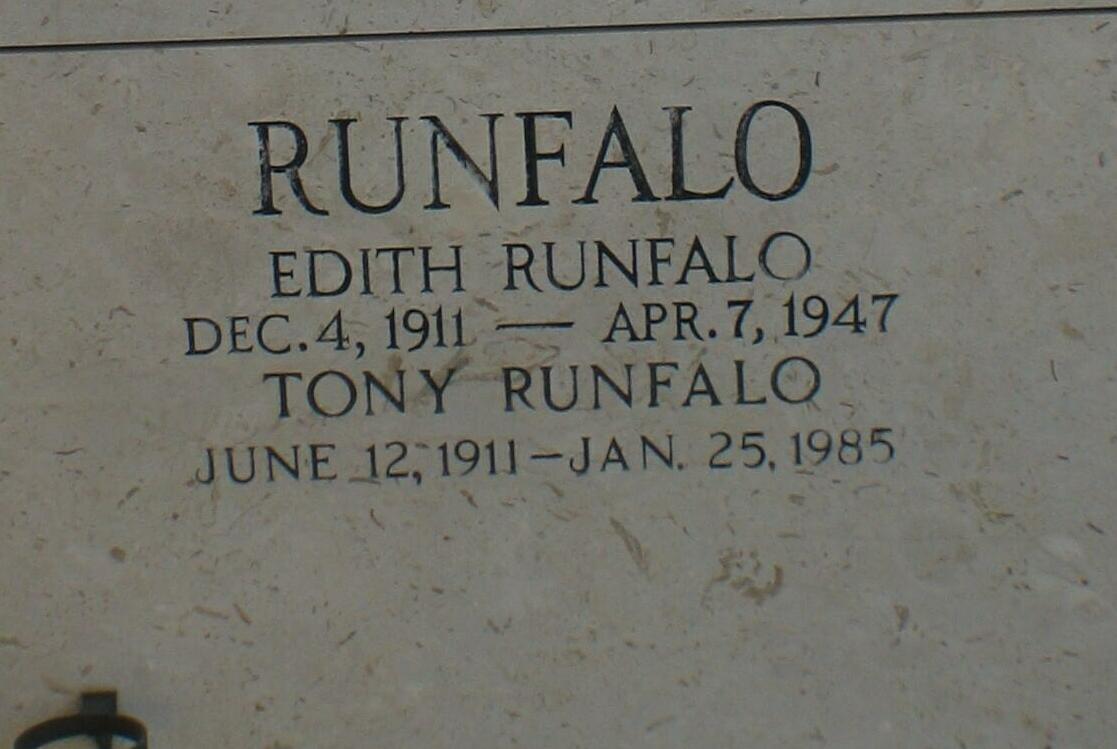 RUNFALO
EDITH RUNFALO
DEC. 4, 1911 — APR. 7, 1947
TONY RUNFALO
JUNE 12, 1911 – JAN. 25, 1985